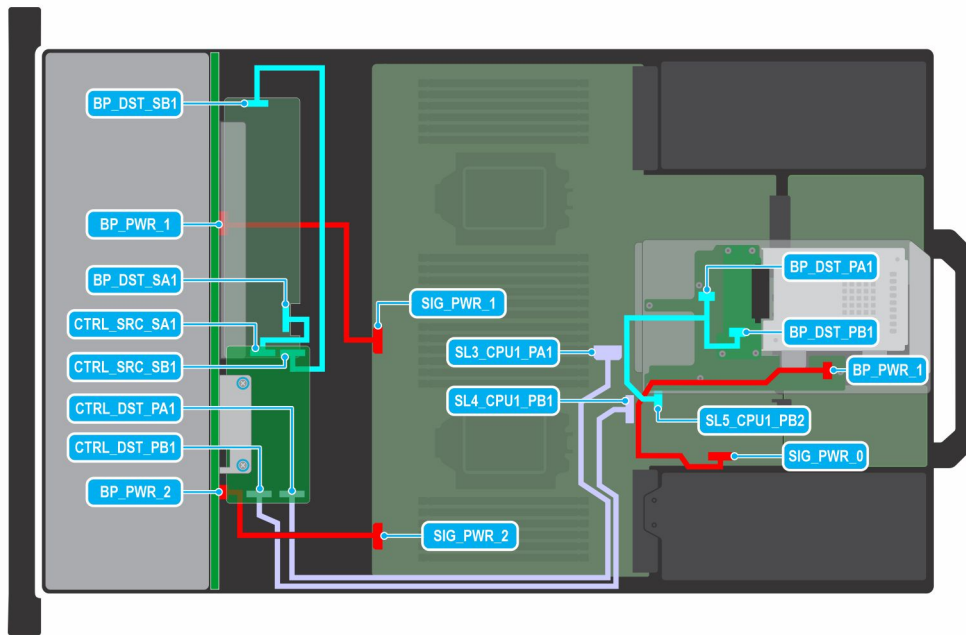 BP_DST_SB1
BP_PWR_1
BP_DST_SA1
CTRL_SRC_SA1
CTRL_SRC_SB1
CTRL_DST_PA1
CTRL_DST_PB1
BP_PWR_2
SIG_PWR_1
SL3_CPU1_PA1
SL4_CPU1_PB1
SIG_PWR_2
BP_DST_PA1
BP_DST_PB1
BP_PWR_1
SL5_CPU1_PB2
SIG_PWR_0